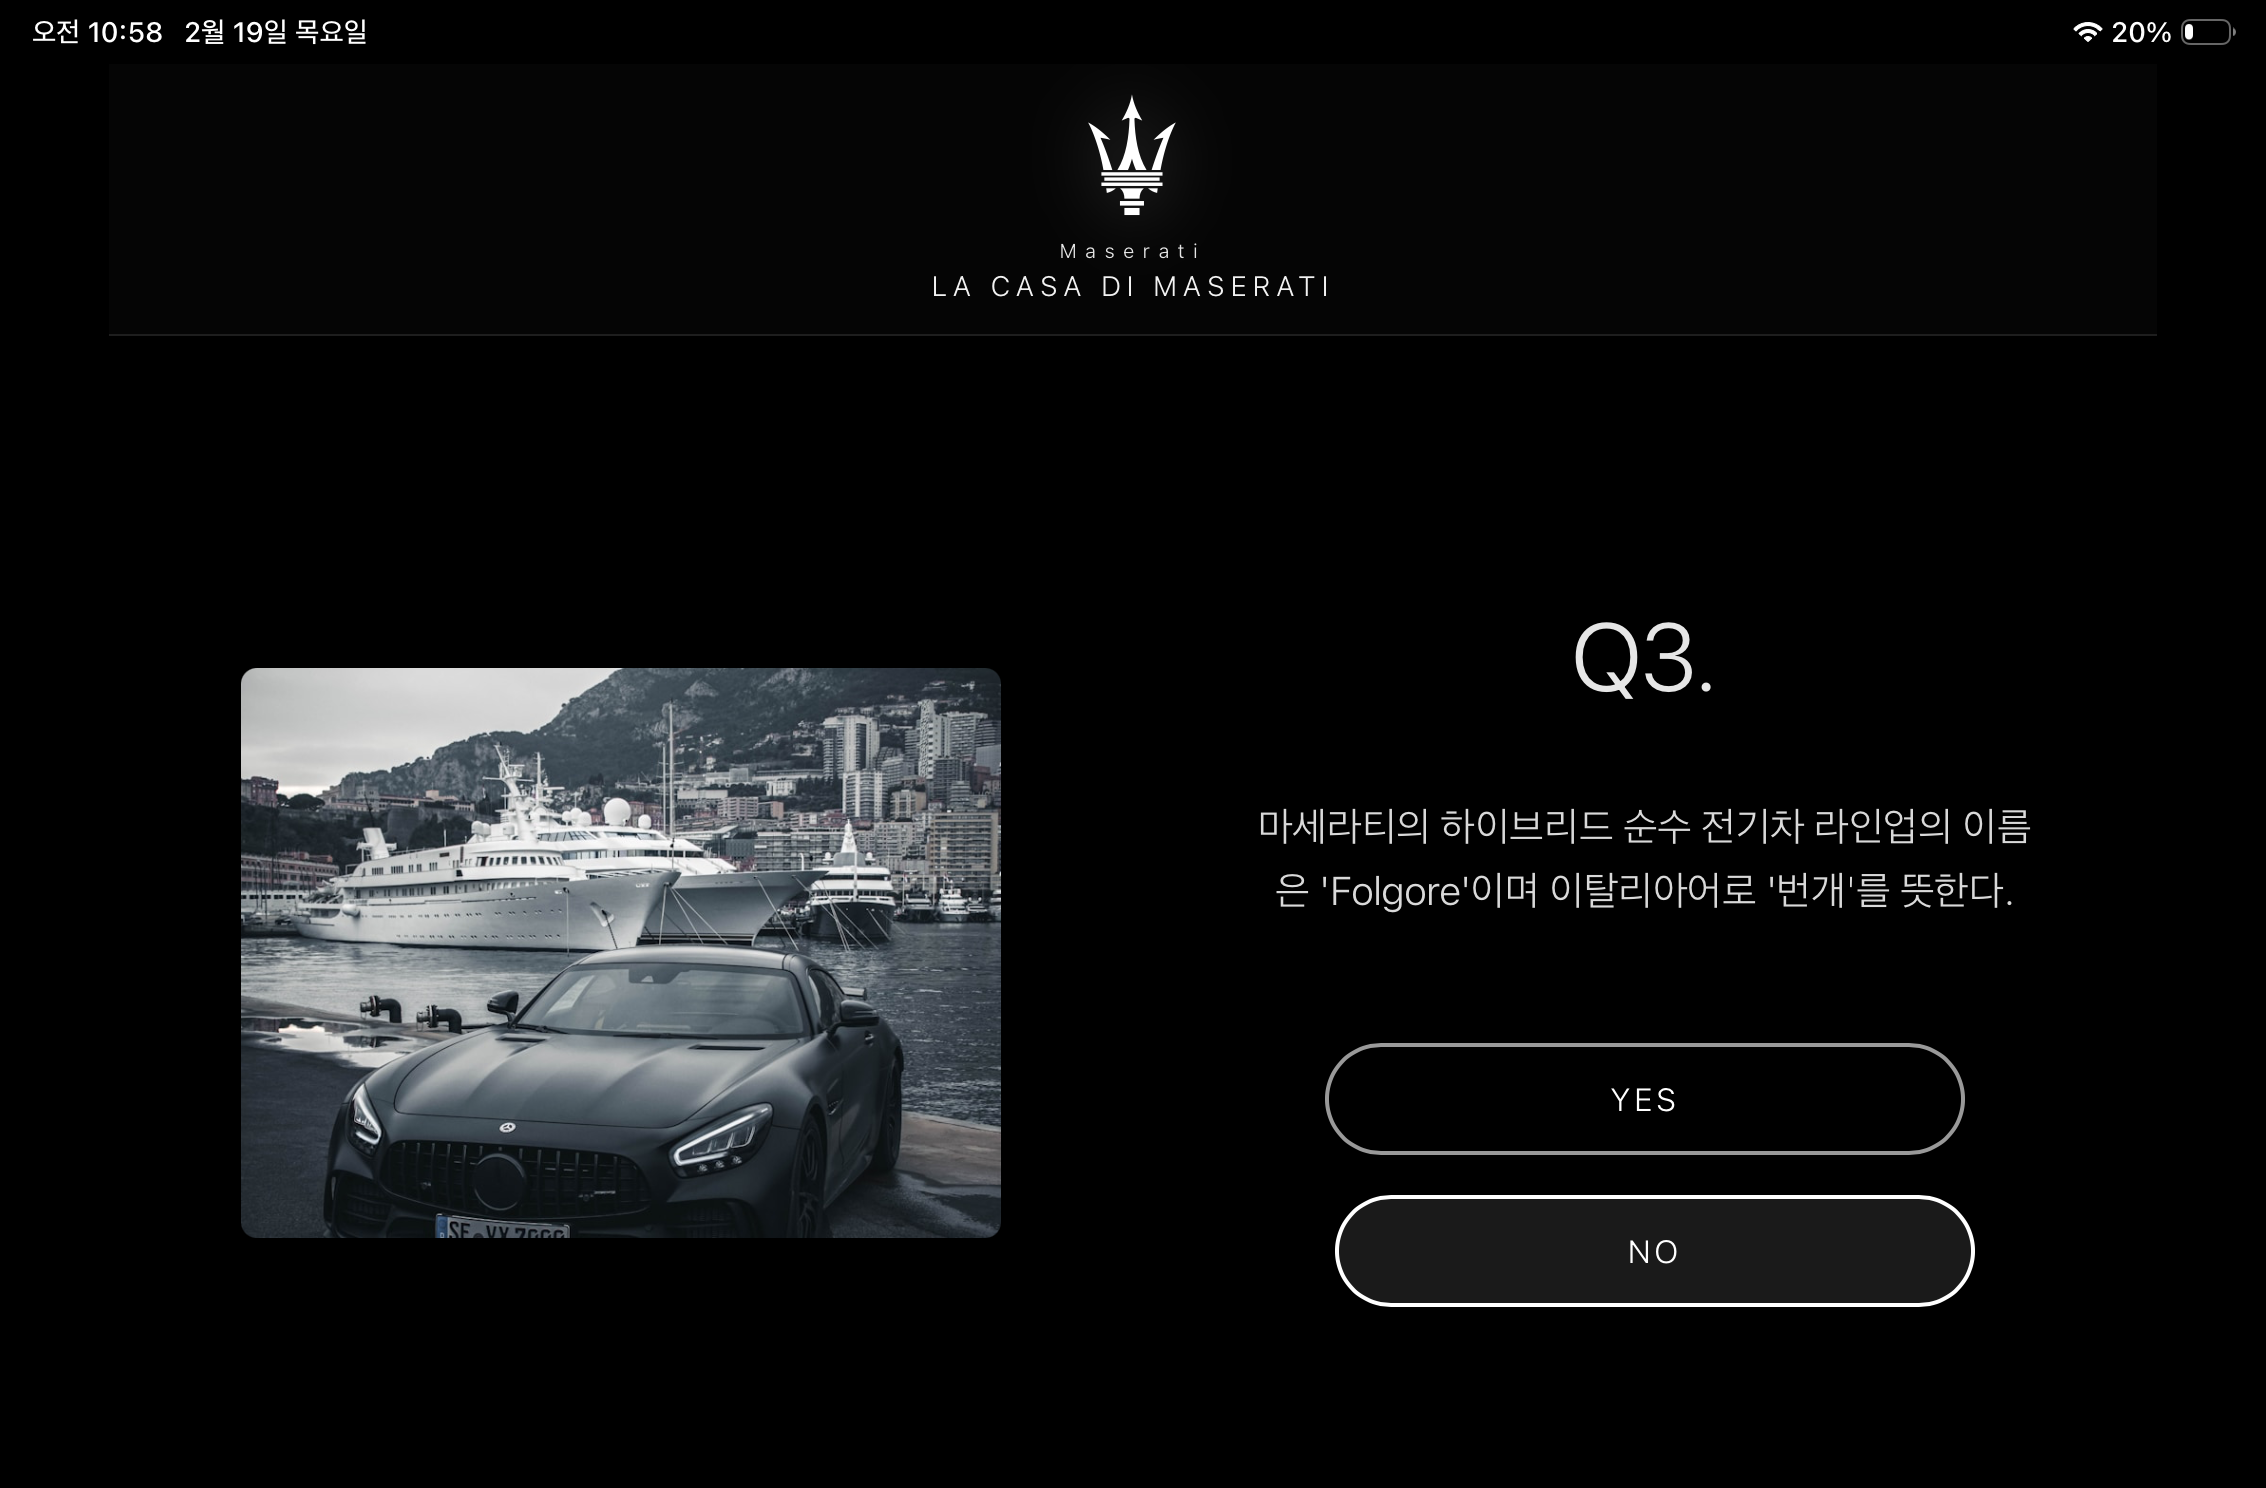 오전 10:58 2월 19일 목요일
20%
Maserati
LA CASA DI MASERATI
Q3.
마세라티의 하이브리드 순수 전기차 라인업의 이름
은 'Folgore'이며 이탈리아어로 '번개'를 뜻한다.
YES
NO